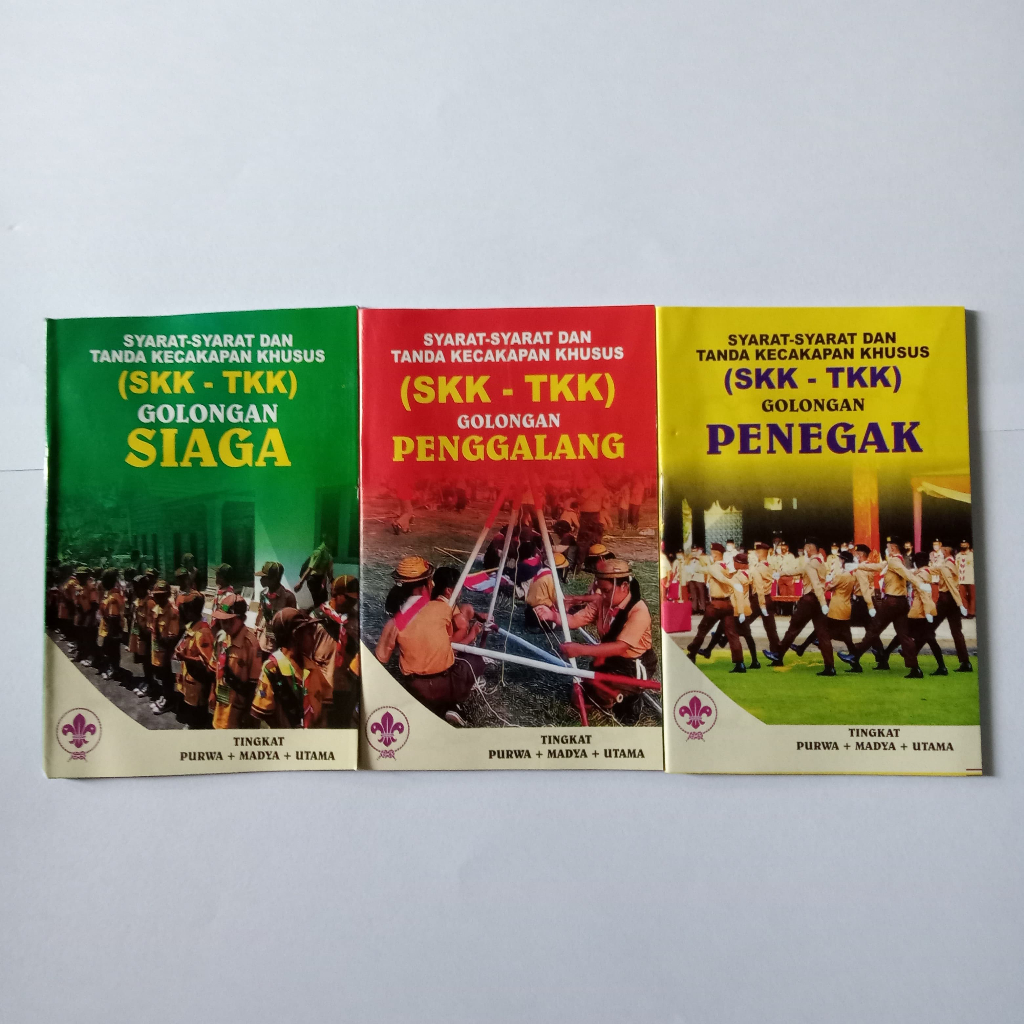 SYARAT-SYARAT DAN
TANDA KECAKAPAN KHUSUS
(SKK - TKK)
GOLONGAN
SIAGA
TINGKAT
PURWA + MADYA + UTAMA
SYARAT-SYARAT DAN
TANDA KECAKAPAN KHUSUS
(SKK - TKK)
GOLONGAN
PENGGALANG
TINGKAT
PURWA + MADYA + UTAMA
SYARAT-SYARAT DAN
TANDA KECAKAPAN KHUSUS
(SKK - TKK)
GOLONGAN
PENEGAK
TINGKAT
PURWA + MADYA + UTAMA